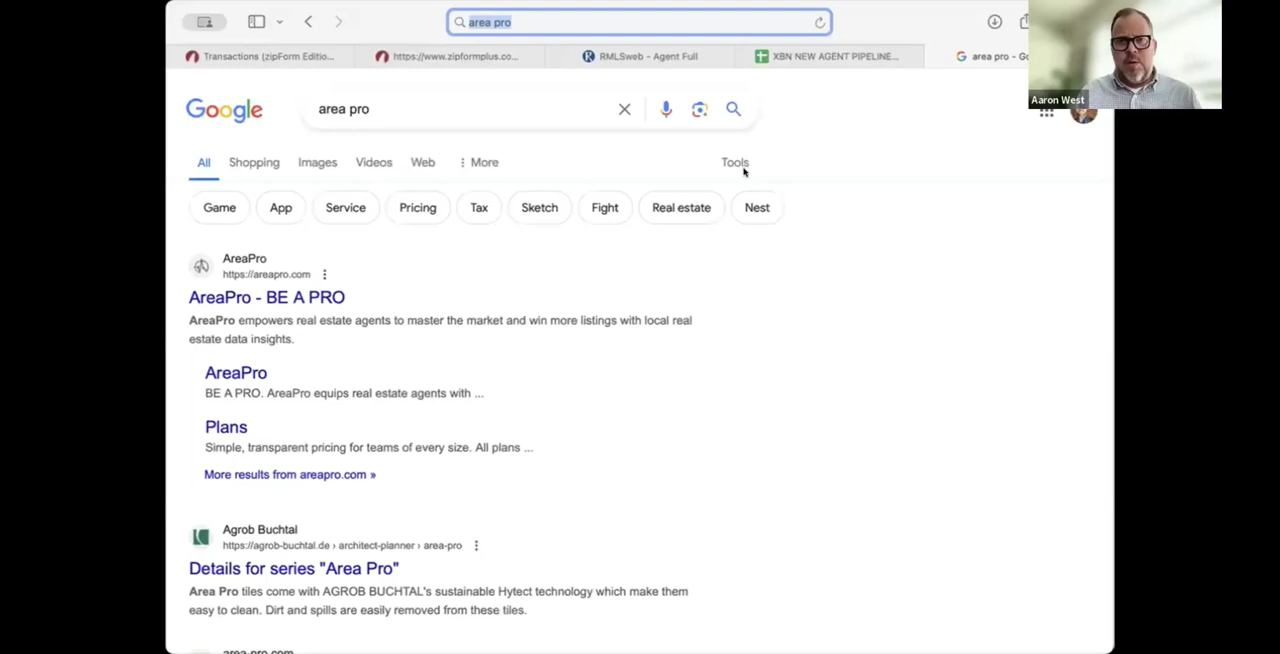 area pro
Transactions (zipForm Editio...
https://www.zipformplus.co...
RMLSweb - Agent Full
XBN NEW AGENT PIPELINE...
area pro - Go
Aaron West
Google
area pro
All
Shopping
Images
Videos
Web
More
Tools
Game
App
Service
Pricing
Tax
Sketch
Fight
Real estate
Nest
AreaPro
https://areapro.com
AreaPro - BE A PRO
AreaPro empowers real estate agents to master the market and win more listings with local real
estate data insights.
AreaPro
BE A PRO. AreaPro equips real estate agents with ...
Plans
Simple, transparent pricing for teams of every size. All plans ...
More results from areapro.com »
Agrob Buchtal
https://agrob-buchtal.de › architect-planner › area-pro
Details for series "Area Pro"
Area Pro tiles come with AGROB BUCHTAL's sustainable Hytect technology which make them
easy to clean. Dirt and spills are easily removed from these tiles.
area-pro.com